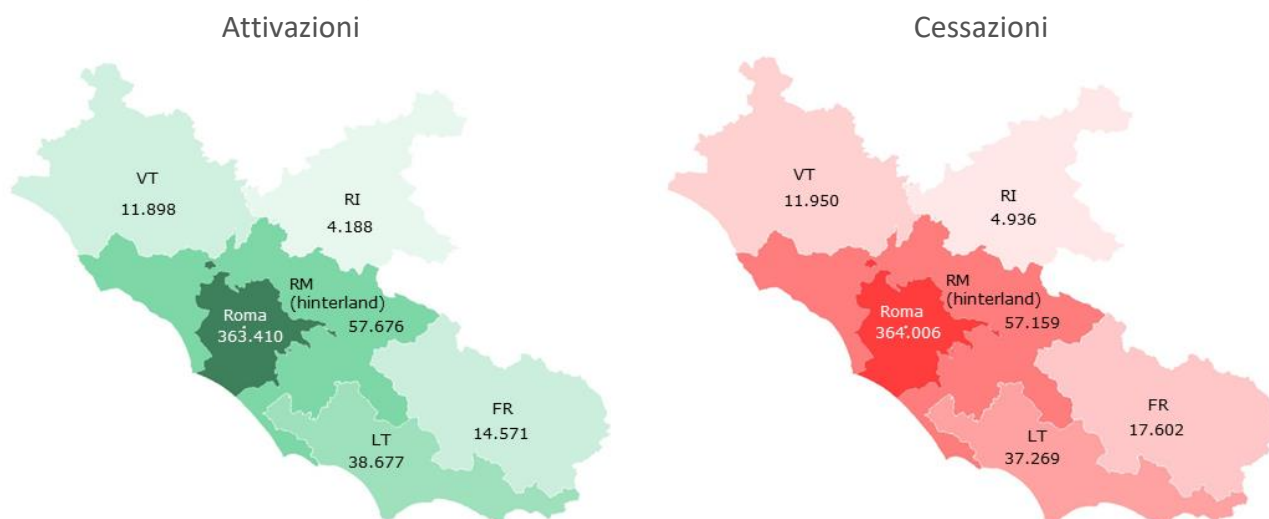 Attivazioni
VT
11.898
RI
4.188
RM
(hinterland)
57.676
Roma
363.410
FR
14.571
LT
38.677
Cessazioni
VT
11.950
RI
4.936
RM
(hinterland)
57.159
Roma
364.006
FR
17.602
LT
37.269